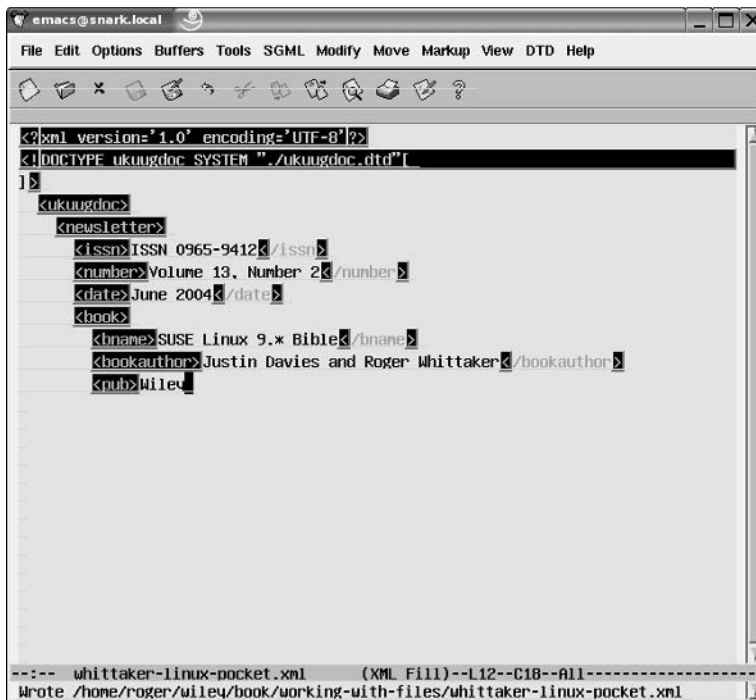 emacs@snark.local
File Edit Options Buffers Tools SGML Modify Move Markup View DTD Help
<?xml version='1.0' encoding='UTF-8'?>
<!DOCTYPE ukuugdoc SYSTEM "./ukuugdoc.dtd"[
]>
<ukuugdoc>
<newsletter>
<issn>ISSN 0965-9412</issn>
<number>Volume 13, Number 2</number>
<date>June 2004</date>
<book>
<bname>SUSE Linux 9.* Bible</bname>
<bookauthor>Justin Davies and Roger Whittaker</bookauthor>
<pub>Wiley
--:-- whittaker-linux-pocket.xml (XML Fill)--L12--C18--All--------------------
Wrote /home/roger/wiley/book/working-with-files/whittaker-linux-pocket.xml